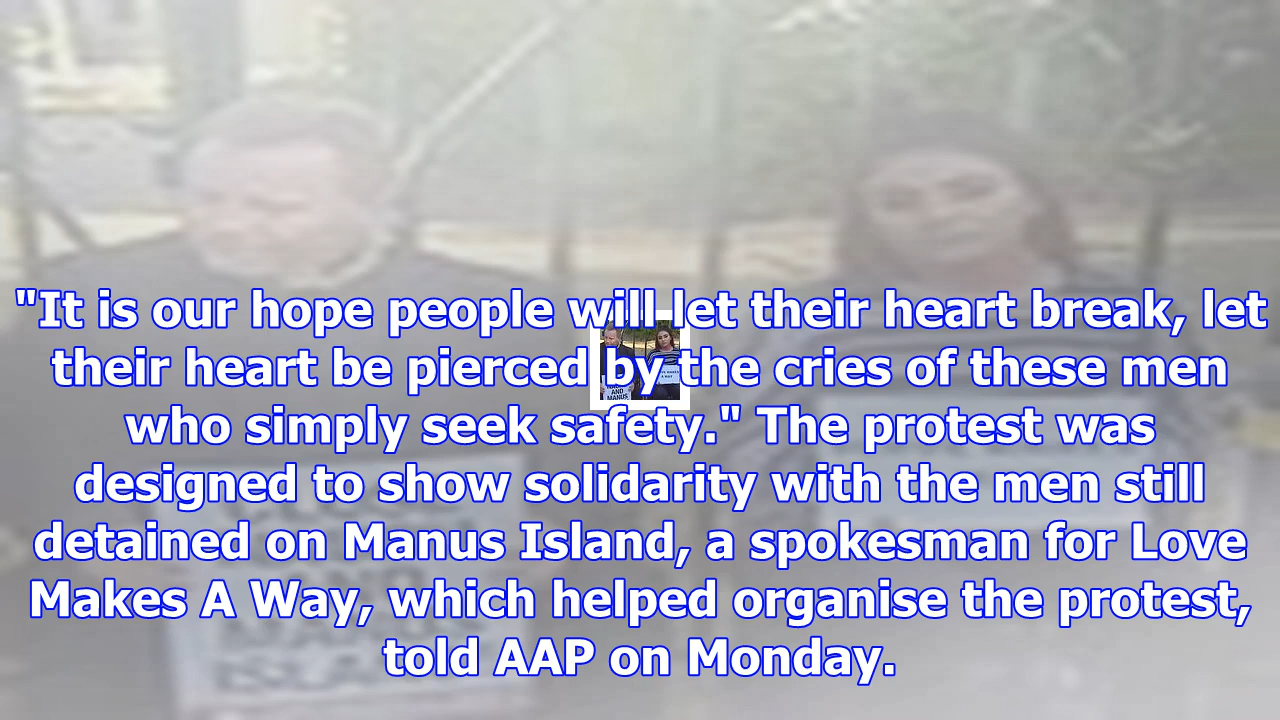 "It is our hope people will let their heart break, let
their heart be pierced by the cries of these men
who simply seek safety." The protest was
designed to show solidarity with the men still
detained on Manus Island, a spokesman for Love
Makes A Way, which helped organise the protest,
told AAP on Monday.
AND
MANUS